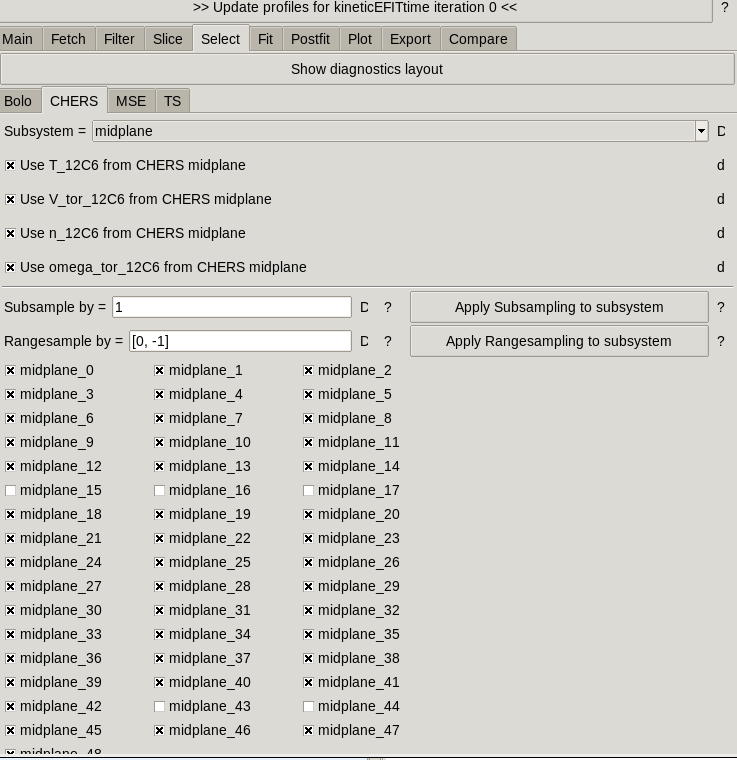 >> Update profiles for kineticEFITtime iteration 0 << ?
Main Fetch Filter Slice Select Fit Postfit Plot Export Compare
Show diagnostics layout
Bolo CHERS MSE TS
Subsystem = midplane D
Use T_12C6 from CHERS midplane d
Use V_tor_12C6 from CHERS midplane d
Use n_12C6 from CHERS midplane d
Use omega_tor_12C6 from CHERS midplane d
Subsample by = 1 D ? Apply Subsampling to subsystem ?
Rangesample by = [0, -1] D ? Apply Rangesampling to subsystem ?
midplane_0 midplane_1 midplane_2
midplane_3 midplane_4 midplane_5
midplane_6 midplane_7 midplane_8
midplane_9 midplane_10 midplane_11
midplane_12 midplane_13 midplane_14
midplane_15 midplane_16 midplane_17
midplane_18 midplane_19 midplane_20
midplane_21 midplane_22 midplane_23
midplane_24 midplane_25 midplane_26
midplane_27 midplane_28 midplane_29
midplane_30 midplane_31 midplane_32
midplane_33 midplane_34 midplane_35
midplane_36 midplane_37 midplane_38
midplane_39 midplane_40 midplane_41
midplane_42 midplane_43 midplane_44
midplane_45 midplane_46 midplane_47
midplane_48